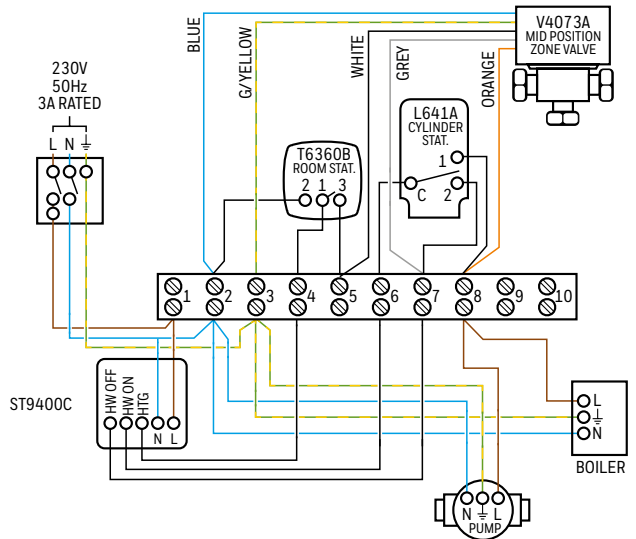 BLUE
G/YELLOW
WHITE
GREY
ORANGE
V4073A
MID POSITION
ZONE VALVE
230V
50Hz
3A RATED
L N
T6360B
ROOM STAT.
2 1 3
L641A
CYLINDER
STAT.
1
C 2
1 2 3 4 5 6 7 8 9 10
ST9400C
HW OFF
HW ON
HTG
N L
L
N
BOILER
N L
PUMP